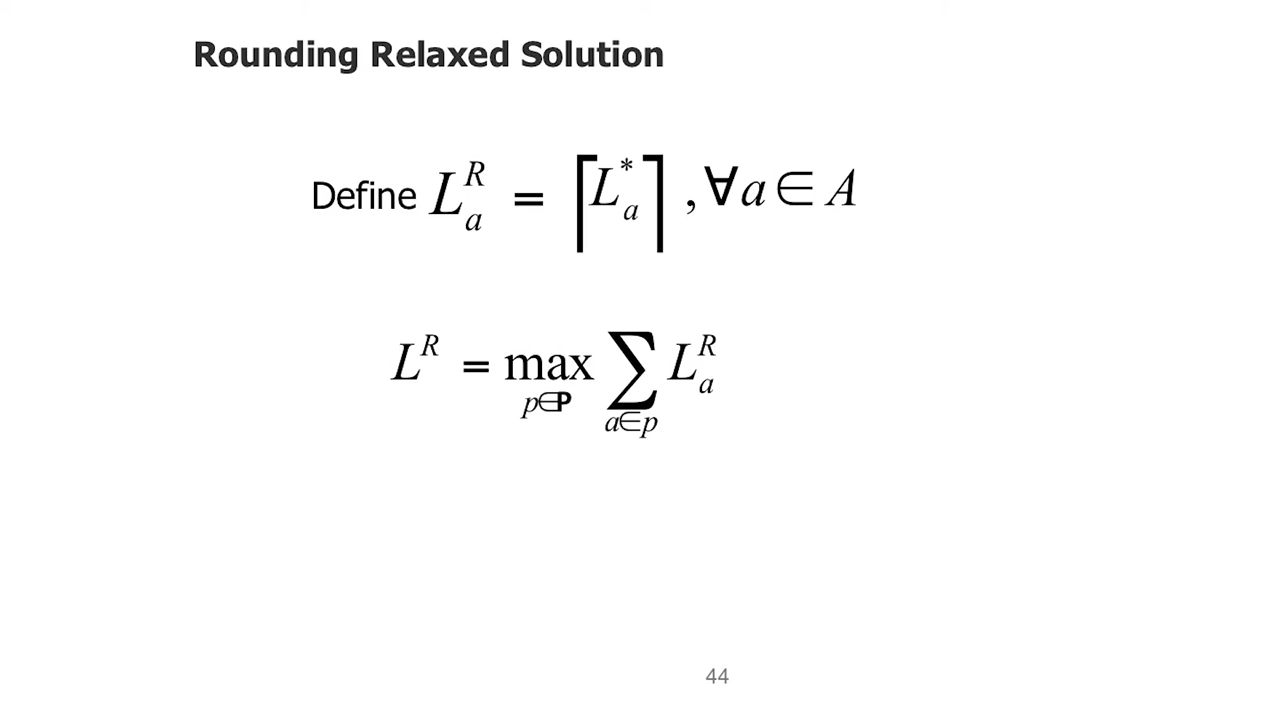 Rounding Relaxed Solution
Define L_a^R = ⌈L_a^*⌉ , ∀a ∈ A
L^R = max_{p∈P} ∑_{a∈p} L_a^R
44